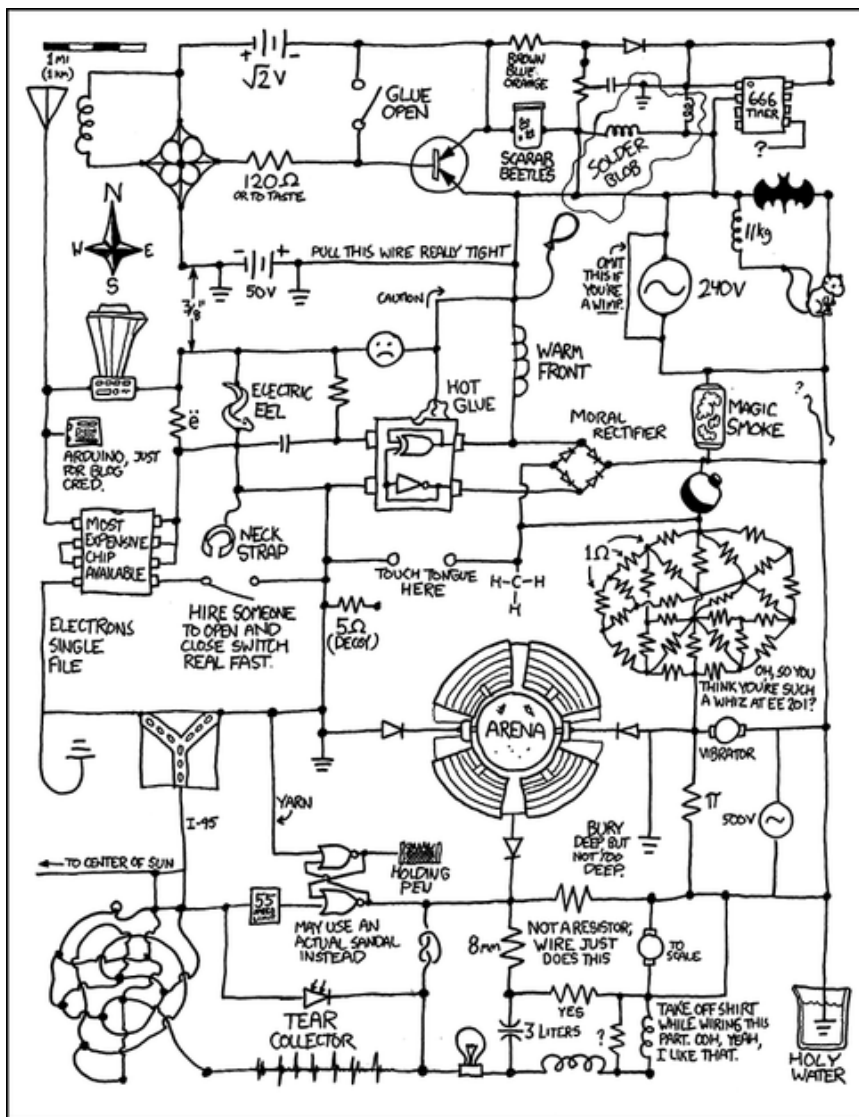 1 MI
(1 KM)
+ -
√2 V
GLUE
OPEN
BROWN
BLUE
ORANGE
666
TIMER
?
SCARAB
BEETLES
SOLDER
BLOB
120Ω
OR TO TASTE
N
W E
S
- +
50V
PULL THIS WIRE REALLY TIGHT
CAUTION
7/8"
OMIT
THIS IF
YOU'RE
A WIMP.
240V
11kg
WARM
FRONT
ELECTRIC
EEL
HOT
GLUE
MORAL
RECTIFIER
MAGIC
SMOKE
?
ë
ARDUINO, JUST
FOR BLOG
CRED.
MOST
EXPENSIVE
CHIP
AVAILABLE
NECK
STRAP
TOUCH TONGUE
HERE
H-C-H
H
1Ω
HIRE SOMEONE
TO OPEN AND
CLOSE SWITCH
REAL FAST.
5Ω
(DECOY)
ELECTRONS
SINGLE
FILE
OH, SO YOU
THINK YOU'RE SUCH
A WHIZ AT EE 201?
ARENA
VIBRATOR
I-95
YARN
BURY
DEEP BUT
NOT TOO
DEEP.
π
500V
TO CENTER OF SUN
HOLDING
PEN
55
MPH
LIMIT
MAY USE AN
ACTUAL SANDAL
INSTEAD
8mm
NOT A RESISTOR;
WIRE JUST
DOES THIS
TO
SCALE
TEAR
COLLECTOR
YES
3 LITERS
?
TAKE OFF SHIRT
WHILE WIRING THIS
PART. OOH, YEAH,
I LIKE THAT.
HOLY
WATER